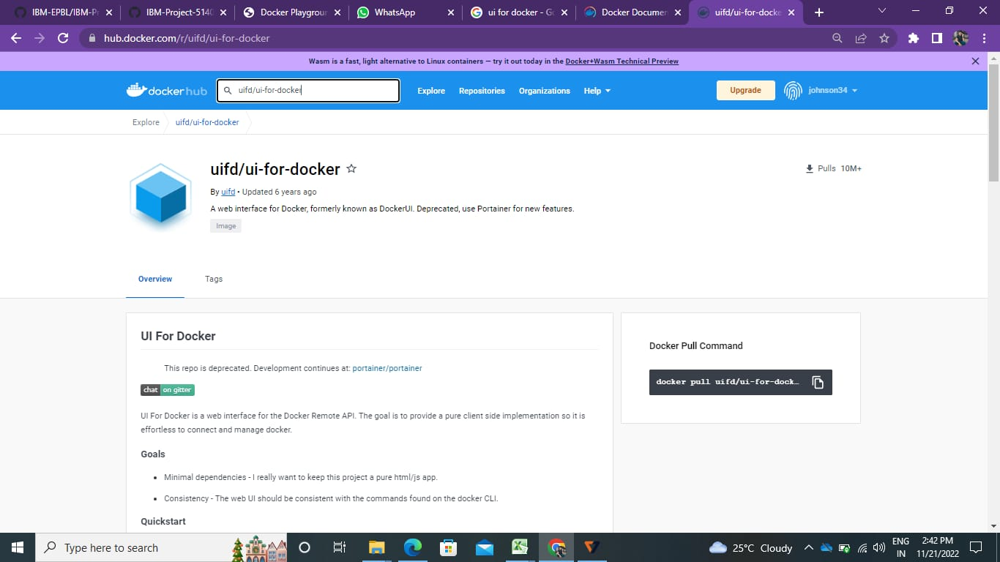 IBM-EPBL/IBM-Pr
IBM-Project-5140
Docker Playgroun
WhatsApp
ui for docker - Go
Docker Documen
uifd/ui-for-docke
hub.docker.com/r/uifd/ui-for-docker
Wasm is a fast, light alternative to Linux containers — try it out today in the Docker+Wasm Technical Preview
dockerhub
uifd/ui-for-docker
Explore
Repositories
Organizations
Help
Upgrade
johnson34
Explore
uifd/ui-for-docker
uifd/ui-for-docker
Pulls 10M+
By uifd • Updated 6 years ago
A web interface for Docker, formerly known as DockerUI. Deprecated, use Portainer for new features.
Image
Overview
Tags
UI For Docker
This repo is deprecated. Development continues at: portainer/portainer
chat on gitter
UI For Docker is a web interface for the Docker Remote API. The goal is to provide a pure client side implementation so it is
effortless to connect and manage docker.
Goals
• Minimal dependencies - I really want to keep this project a pure html/js app.
• Consistency - The web UI should be consistent with the commands found on the docker CLI.
Quickstart
Docker Pull Command
docker pull uifd/ui-for-dock...
Type here to search
25°C Cloudy
ENG
IN
2:42 PM
11/21/2022